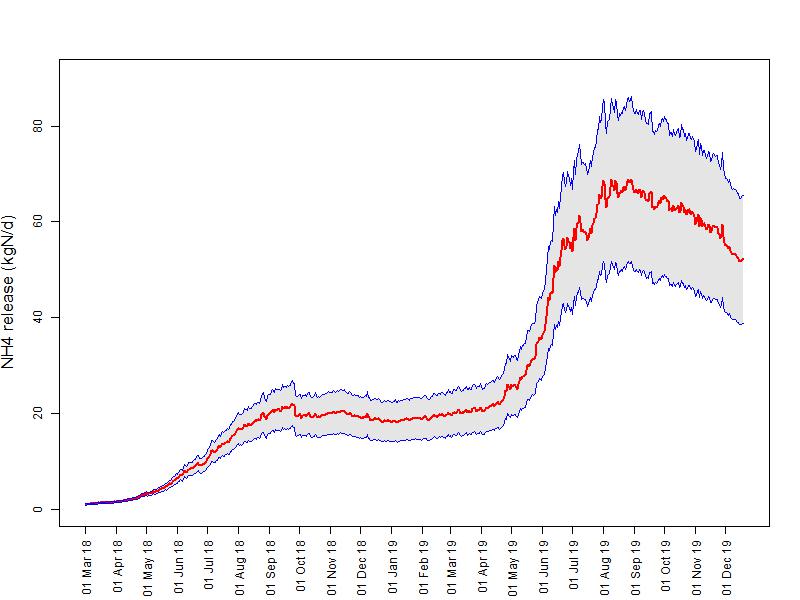 NH4 release (kgN/d)
80
60
40
20
0
01 Mar 18
01 Apr 18
01 May 18
01 Jun 18
01 Jul 18
01 Aug 18
01 Sep 18
01 Oct 18
01 Nov 18
01 Dec 18
01 Jan 19
01 Feb 19
01 Mar 19
01 Apr 19
01 May 19
01 Jun 19
01 Jul 19
01 Aug 19
01 Sep 19
01 Oct 19
01 Nov 19
01 Dec 19